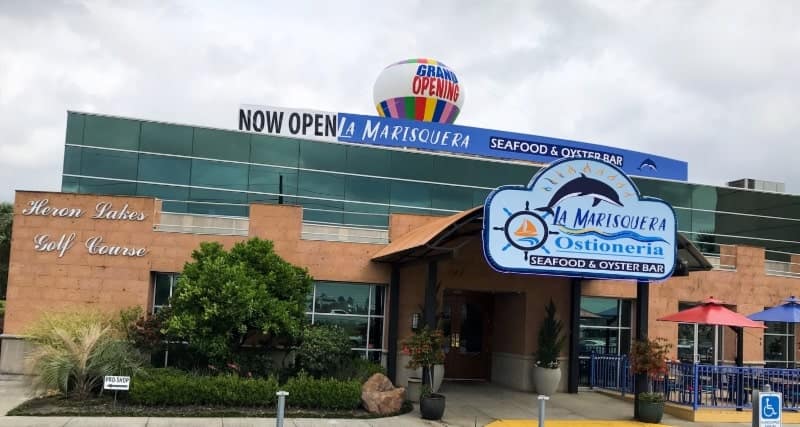 GRAND
OPENING
NOW OPEN LA MARISQUERA SEAFOOD & OYSTER BAR
Heron Lakes
Golf Course
LA MARISQUERA
Ostioneria
SEAFOOD & OYSTER BAR
PRO SHOP